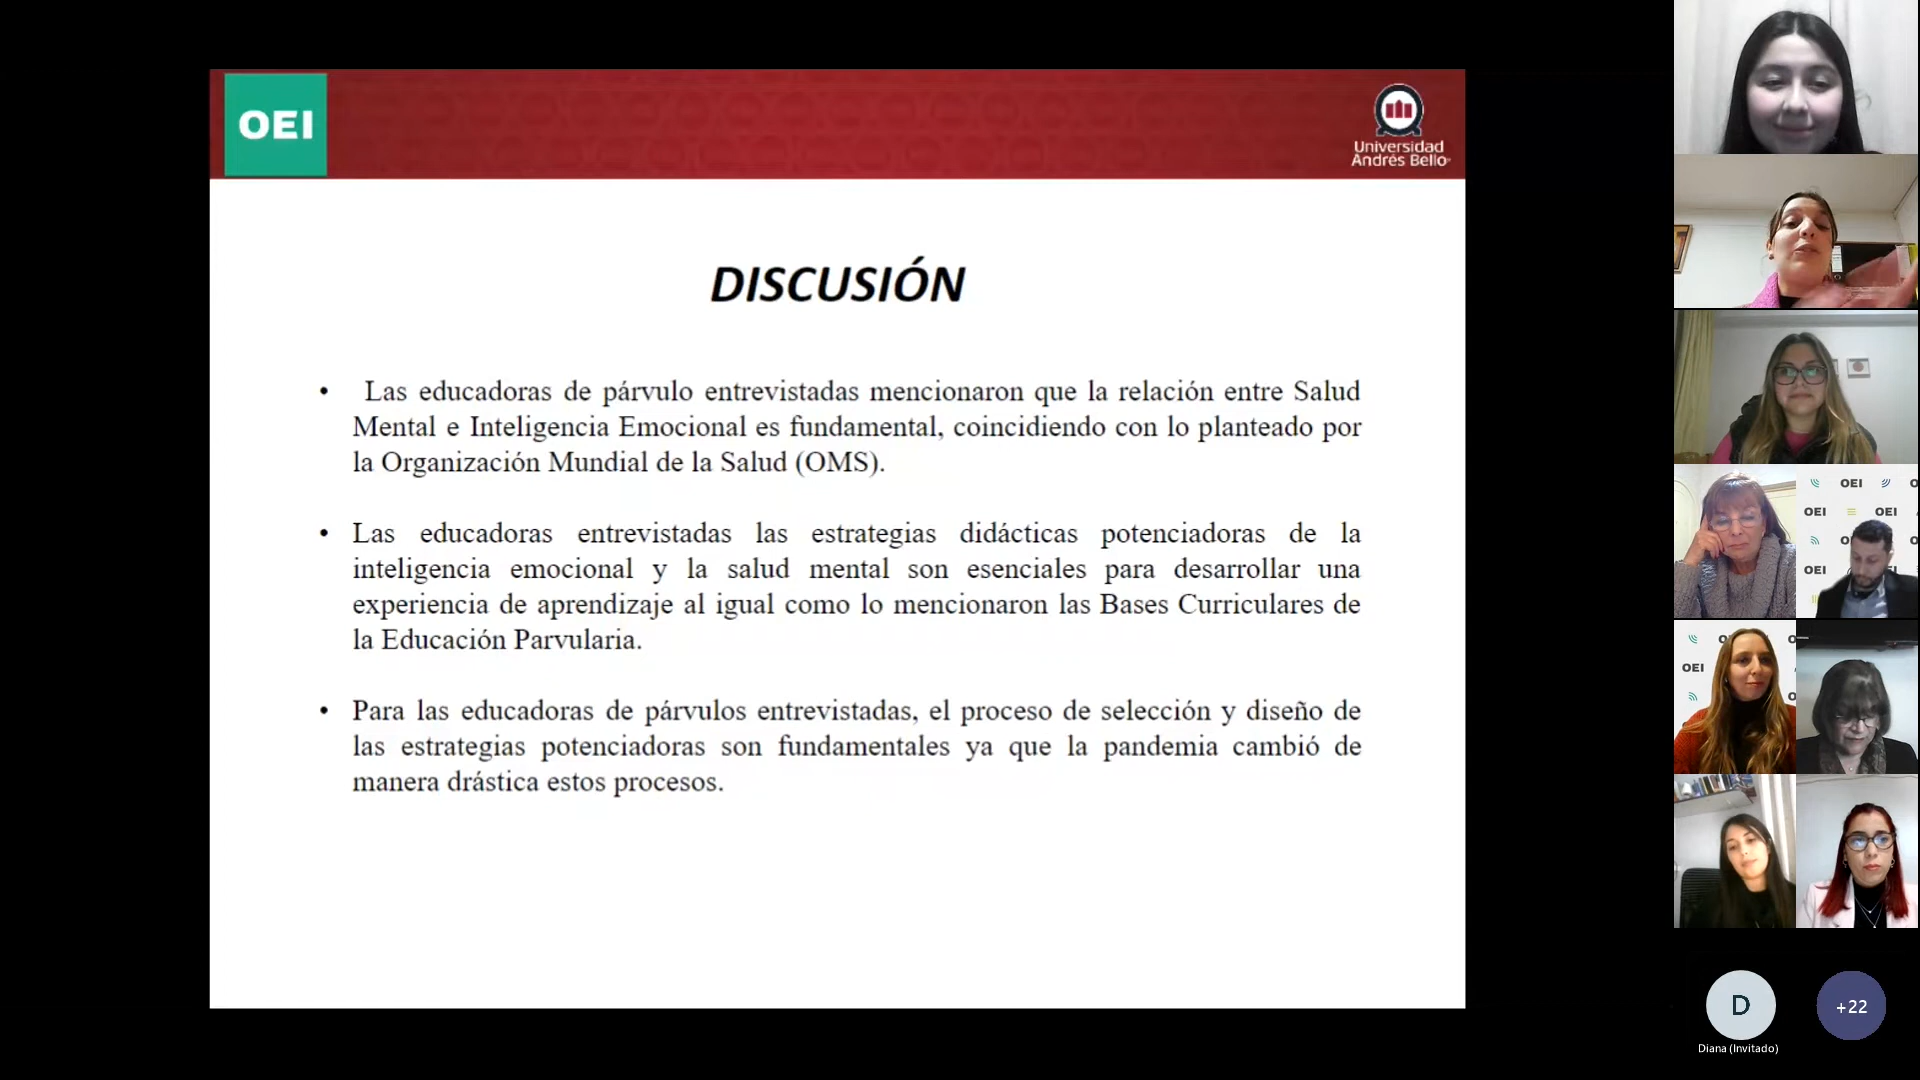 OEI
Universidad
Andrés Bello
DISCUSIÓN
• Las educadoras de párvulo entrevistadas mencionaron que la relación entre Salud
Mental e Inteligencia Emocional es fundamental, coincidiendo con lo planteado por
la Organización Mundial de la Salud (OMS).
• Las educadoras entrevistadas las estrategias didácticas potenciadoras de la
inteligencia emocional y la salud mental son esenciales para desarrollar una
experiencia de aprendizaje al igual como lo mencionaron las Bases Curriculares de
la Educación Parvularia.
• Para las educadoras de párvulos entrevistadas, el proceso de selección y diseño de
las estrategias potenciadoras son fundamentales ya que la pandemia cambió de
manera drástica estos procesos.
OEI
OEI
OEI
OEI
OEI
D
+22
Diana (Invitado)